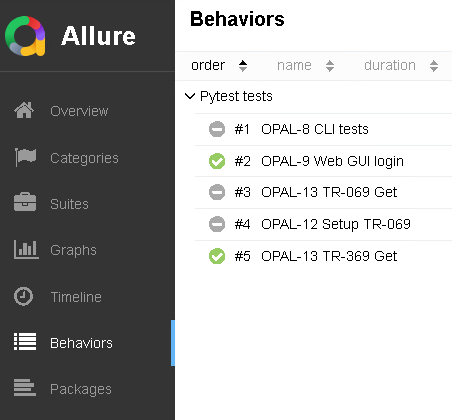 Allure
Overview
Categories
Suites
Graphs
Timeline
Behaviors
Packages
Behaviors
order name duration
Pytest tests
#1 OPAL-8 CLI tests
#2 OPAL-9 Web GUI login
#3 OPAL-13 TR-069 Get
#4 OPAL-12 Setup TR-069
#5 OPAL-13 TR-369 Get